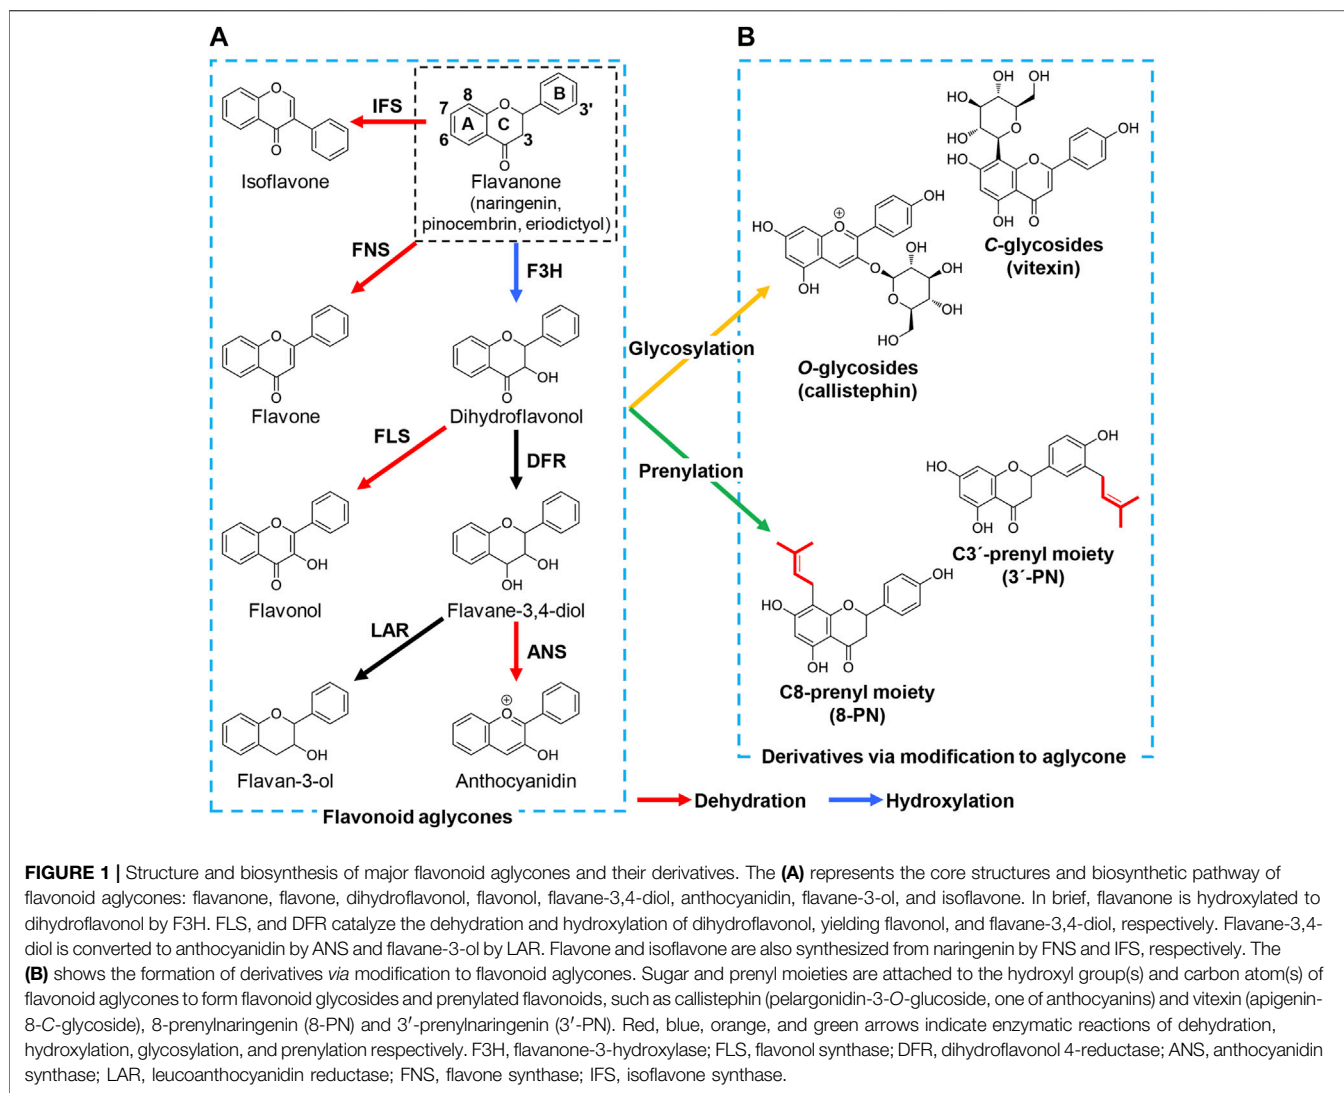 A
B
IFS
8
7
A
6
O
C
B
3'
3
O
O
O
Isoflavone
Flavanone
(naringenin,
pinocembrin, eriodictyol)
FNS
F3H
O
O
Flavone
O
OH
O
Dihydroflavonol
FLS
DFR
O
OH
O
Flavonol
O
OH
OH
Flavane-3,4-diol
LAR
ANS
O
OH
Flavan-3-ol
⊕
O
OH
Anthocyanidin
Flavonoid aglycones
Glycosylation
Prenylation
OH
OH
HO
HO
O
HO
O
OH
OH
O
C-glycosides
(vitexin)
OH
HO
⊕
O
O
OH
OH
OH
O
OH
HO
O-glycosides
(callistephin)
OH
HO
O
OH
O
C3´-prenyl moiety
(3´-PN)
OH
HO
O
OH
O
C8-prenyl moiety
(8-PN)
Derivatives via modification to aglycone
Dehydration
Hydroxylation
FIGURE 1 | Structure and biosynthesis of major flavonoid aglycones and their derivatives. The (A) represents the core structures and biosynthetic pathway of
flavonoid aglycones: flavanone, flavone, dihydroflavonol, flavonol, flavane-3,4-diol, anthocyanidin, flavane-3-ol, and isoflavone. In brief, flavanone is hydroxylated to
dihydroflavonol by F3H. FLS, and DFR catalyze the dehydration and hydroxylation of dihydroflavonol, yielding flavonol, and flavane-3,4-diol, respectively. Flavane-3,4-
diol is converted to anthocyanidin by ANS and flavane-3-ol by LAR. Flavone and isoflavone are also synthesized from naringenin by FNS and IFS, respectively. The
(B) shows the formation of derivatives via modification to flavonoid aglycones. Sugar and prenyl moieties are attached to the hydroxyl group(s) and carbon atom(s) of
flavonoid aglycones to form flavonoid glycosides and prenylated flavonoids, such as callistephin (pelargonidin-3-O-glucoside, one of anthocyanins) and vitexin (apigenin-
8-C-glycoside), 8-prenylnaringenin (8-PN) and 3′-prenylnaringenin (3′-PN). Red, blue, orange, and green arrows indicate enzymatic reactions of dehydration,
hydroxylation, glycosylation, and prenylation respectively. F3H, flavanone-3-hydroxylase; FLS, flavonol synthase; DFR, dihydroflavonol 4-reductase; ANS, anthocyanidin
synthase; LAR, leucoanthocyanidin reductase; FNS, flavone synthase; IFS, isoflavone synthase.